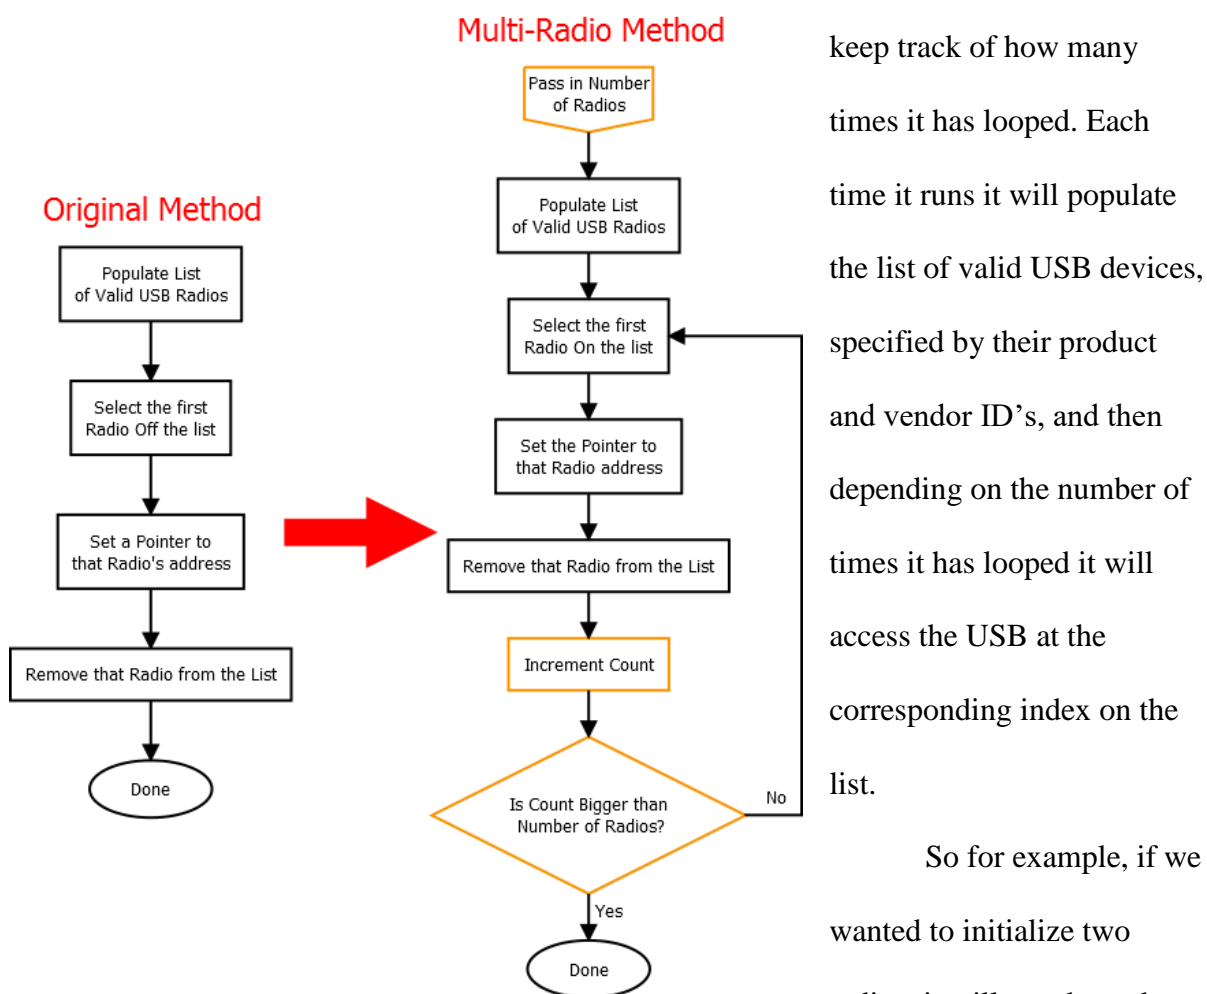 Original Method
Populate List
of Valid USB Radios
Select the first
Radio Off the list
Set a Pointer to
that Radio's address
Remove that Radio from the List
Done
Multi-Radio Method
Pass in Number
of Radios
Populate List
of Valid USB Radios
Select the first
Radio On the list
Set the Pointer to
that Radio address
Remove that Radio from the List
Increment Count
Is Count Bigger than
Number of Radios?
No
Yes
Done
keep track of how many
times it has looped. Each
time it runs it will populate
the list of valid USB devices,
specified by their product
and vendor ID’s, and then
depending on the number of
times it has looped it will
access the USB at the
corresponding index on the
list.
So for example, if we
wanted to initialize two